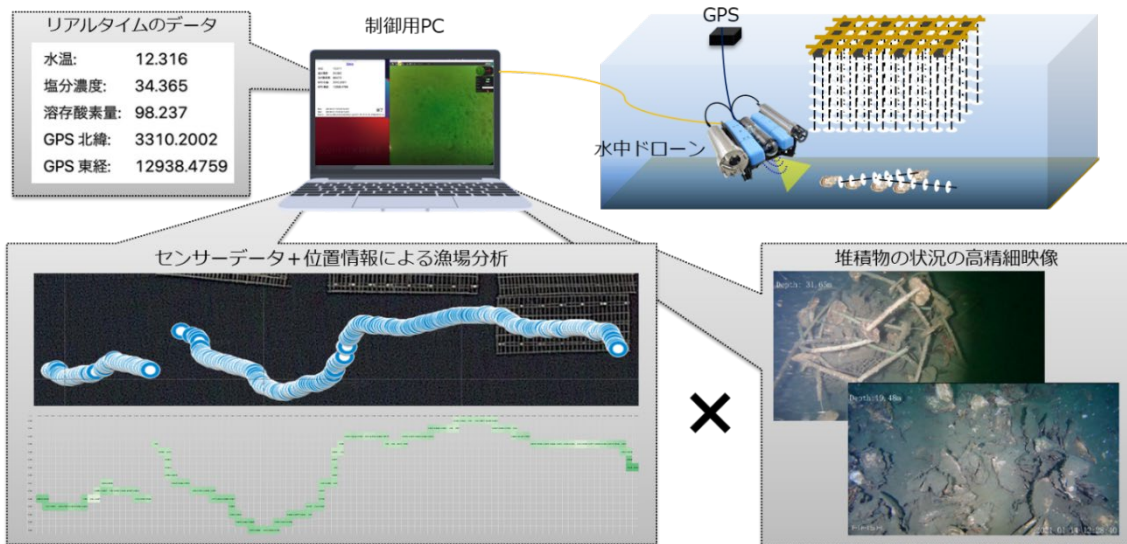 リアルタイムのデータ
水温: 12.316
塩分濃度: 34.365
溶存酸素量: 98.237
GPS 北緯: 3310.2002
GPS 東経: 12938.4759
制御用PC
GPS
水中ドローン
センサーデータ＋位置情報による漁場分析
×
堆積物の状況の高精細映像
Depth: 31.65m
Depth:19.48m